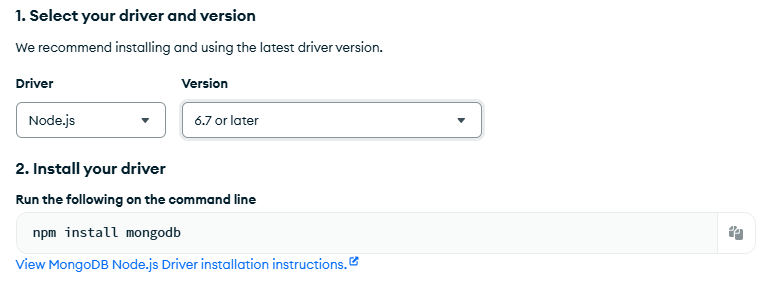 1. Select your driver and version
We recommend installing and using the latest driver version.
Driver
Version
Node.js
6.7 or later
2. Install your driver
Run the following on the command line
npm install mongodb
View MongoDB Node.js Driver installation instructions.